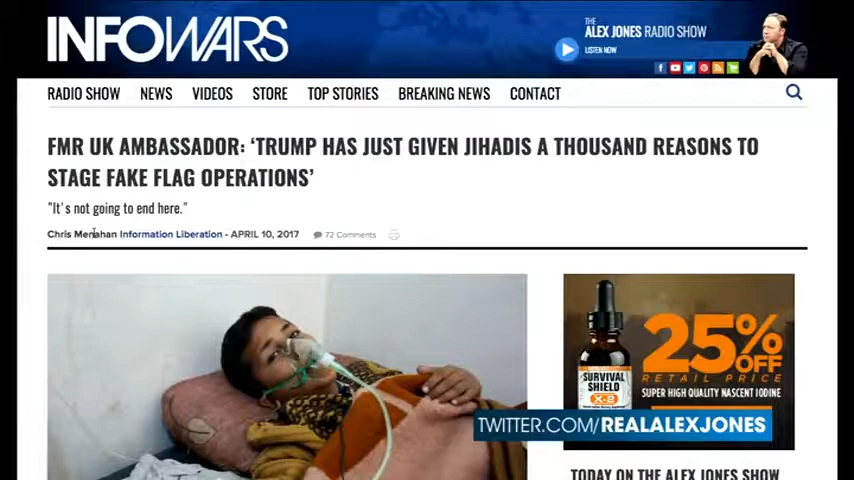 INFOWARS
THE
ALEX JONES RADIO SHOW
LISTEN NOW
RADIO SHOW NEWS VIDEOS STORE TOP STORIES BREAKING NEWS CONTACT
FMR UK AMBASSADOR: ‘TRUMP HAS JUST GIVEN JIHADIS A THOUSAND REASONS TO
STAGE FAKE FLAG OPERATIONS’
"It's not going to end here."
Chris Menahan Information Liberation - APRIL 10, 2017 72 Comments
25%
OFF
RETAIL PRICE
SUPER HIGH QUALITY NASCENT IODINE
SURVIVAL
SHIELD
X-2
TWITTER.COM/REALALEXJONES
TODAY ON THE ALEX JONES SHOW